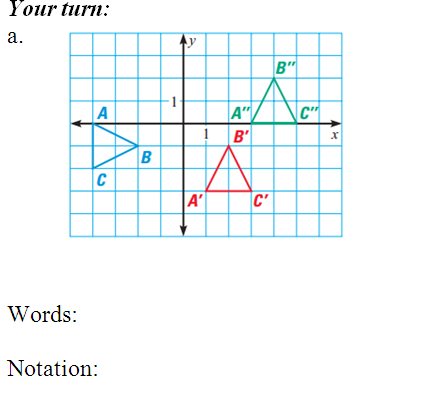 Your turn:
a.
y
B"
1
A
A"
C"
1
B'
x
B
C
A'
C'
Words:
Notation: